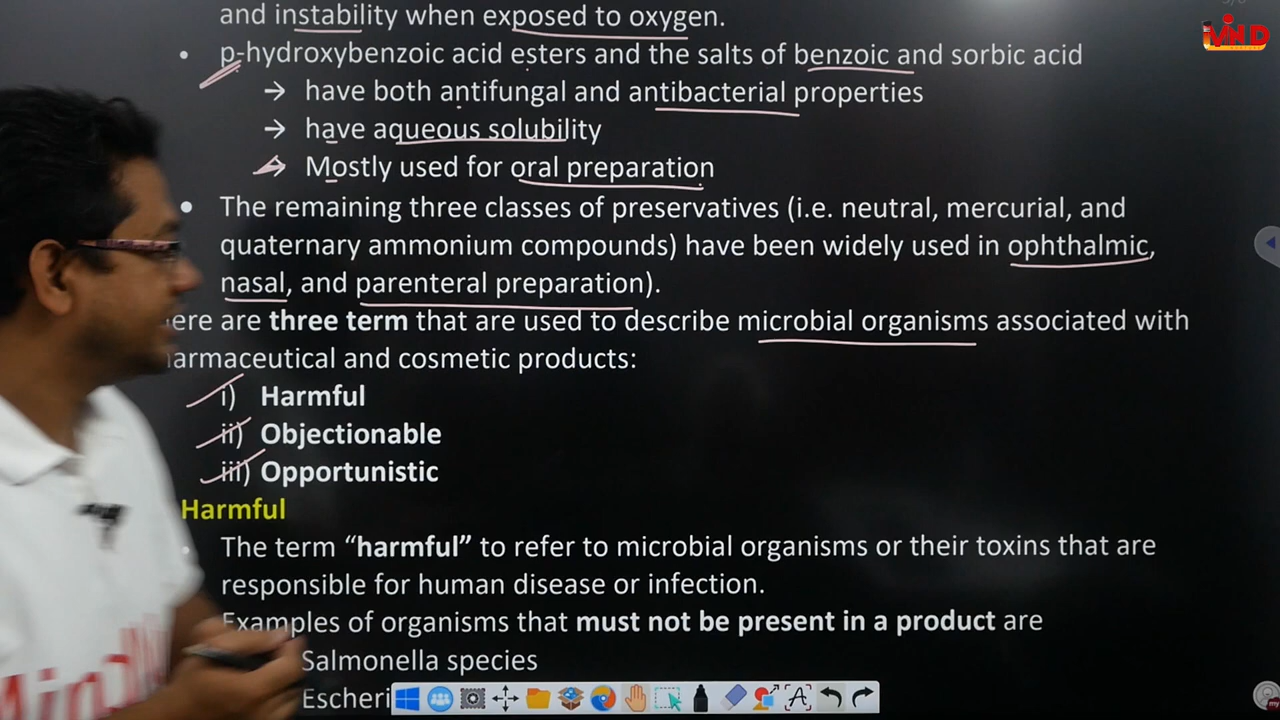 and instability when exposed to oxygen.
• p-hydroxybenzoic acid esters and the salts of benzoic and sorbic acid
→ have both antifungal and antibacterial properties
→ have aqueous solubility
→ Mostly used for oral preparation
• The remaining three classes of preservatives (i.e. neutral, mercurial, and
quaternary ammonium compounds) have been widely used in ophthalmic,
nasal, and parenteral preparation).
ere are three term that are used to describe microbial organisms associated with
armaceutical and cosmetic products:
i) Harmful
ii) Objectionable
iii) Opportunistic
Harmful
The term “harmful” to refer to microbial organisms or their toxins that are
responsible for human disease or infection.
Examples of organisms that must not be present in a product are
Salmonella species
Escheri